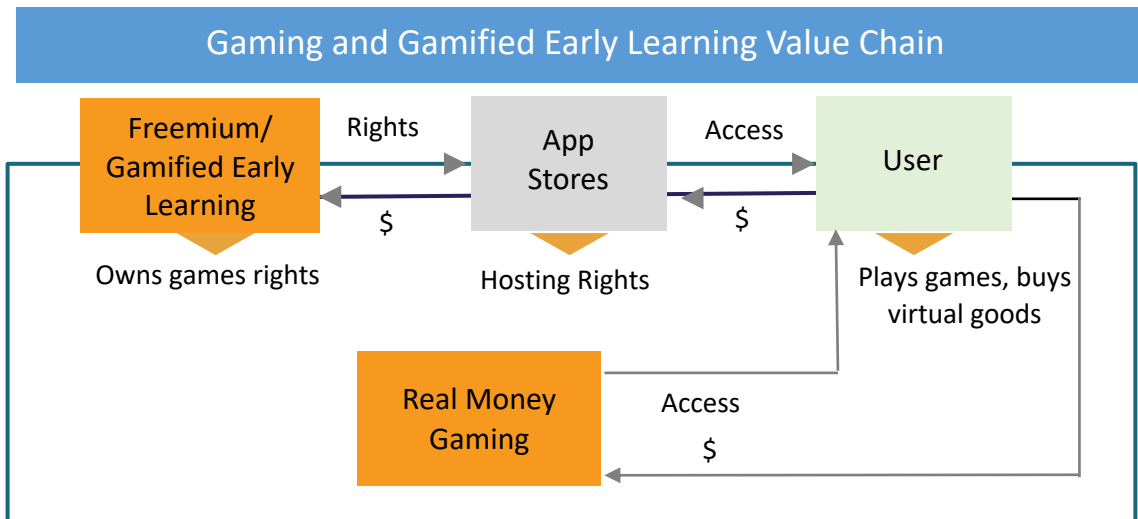 Gaming and Gamified Early Learning Value Chain
Freemium/
Gamified Early
Learning
Rights
$
App
Stores
Access
$
User
Owns games rights
Hosting Rights
Plays games, buys
virtual goods
Real Money
Gaming
Access
$